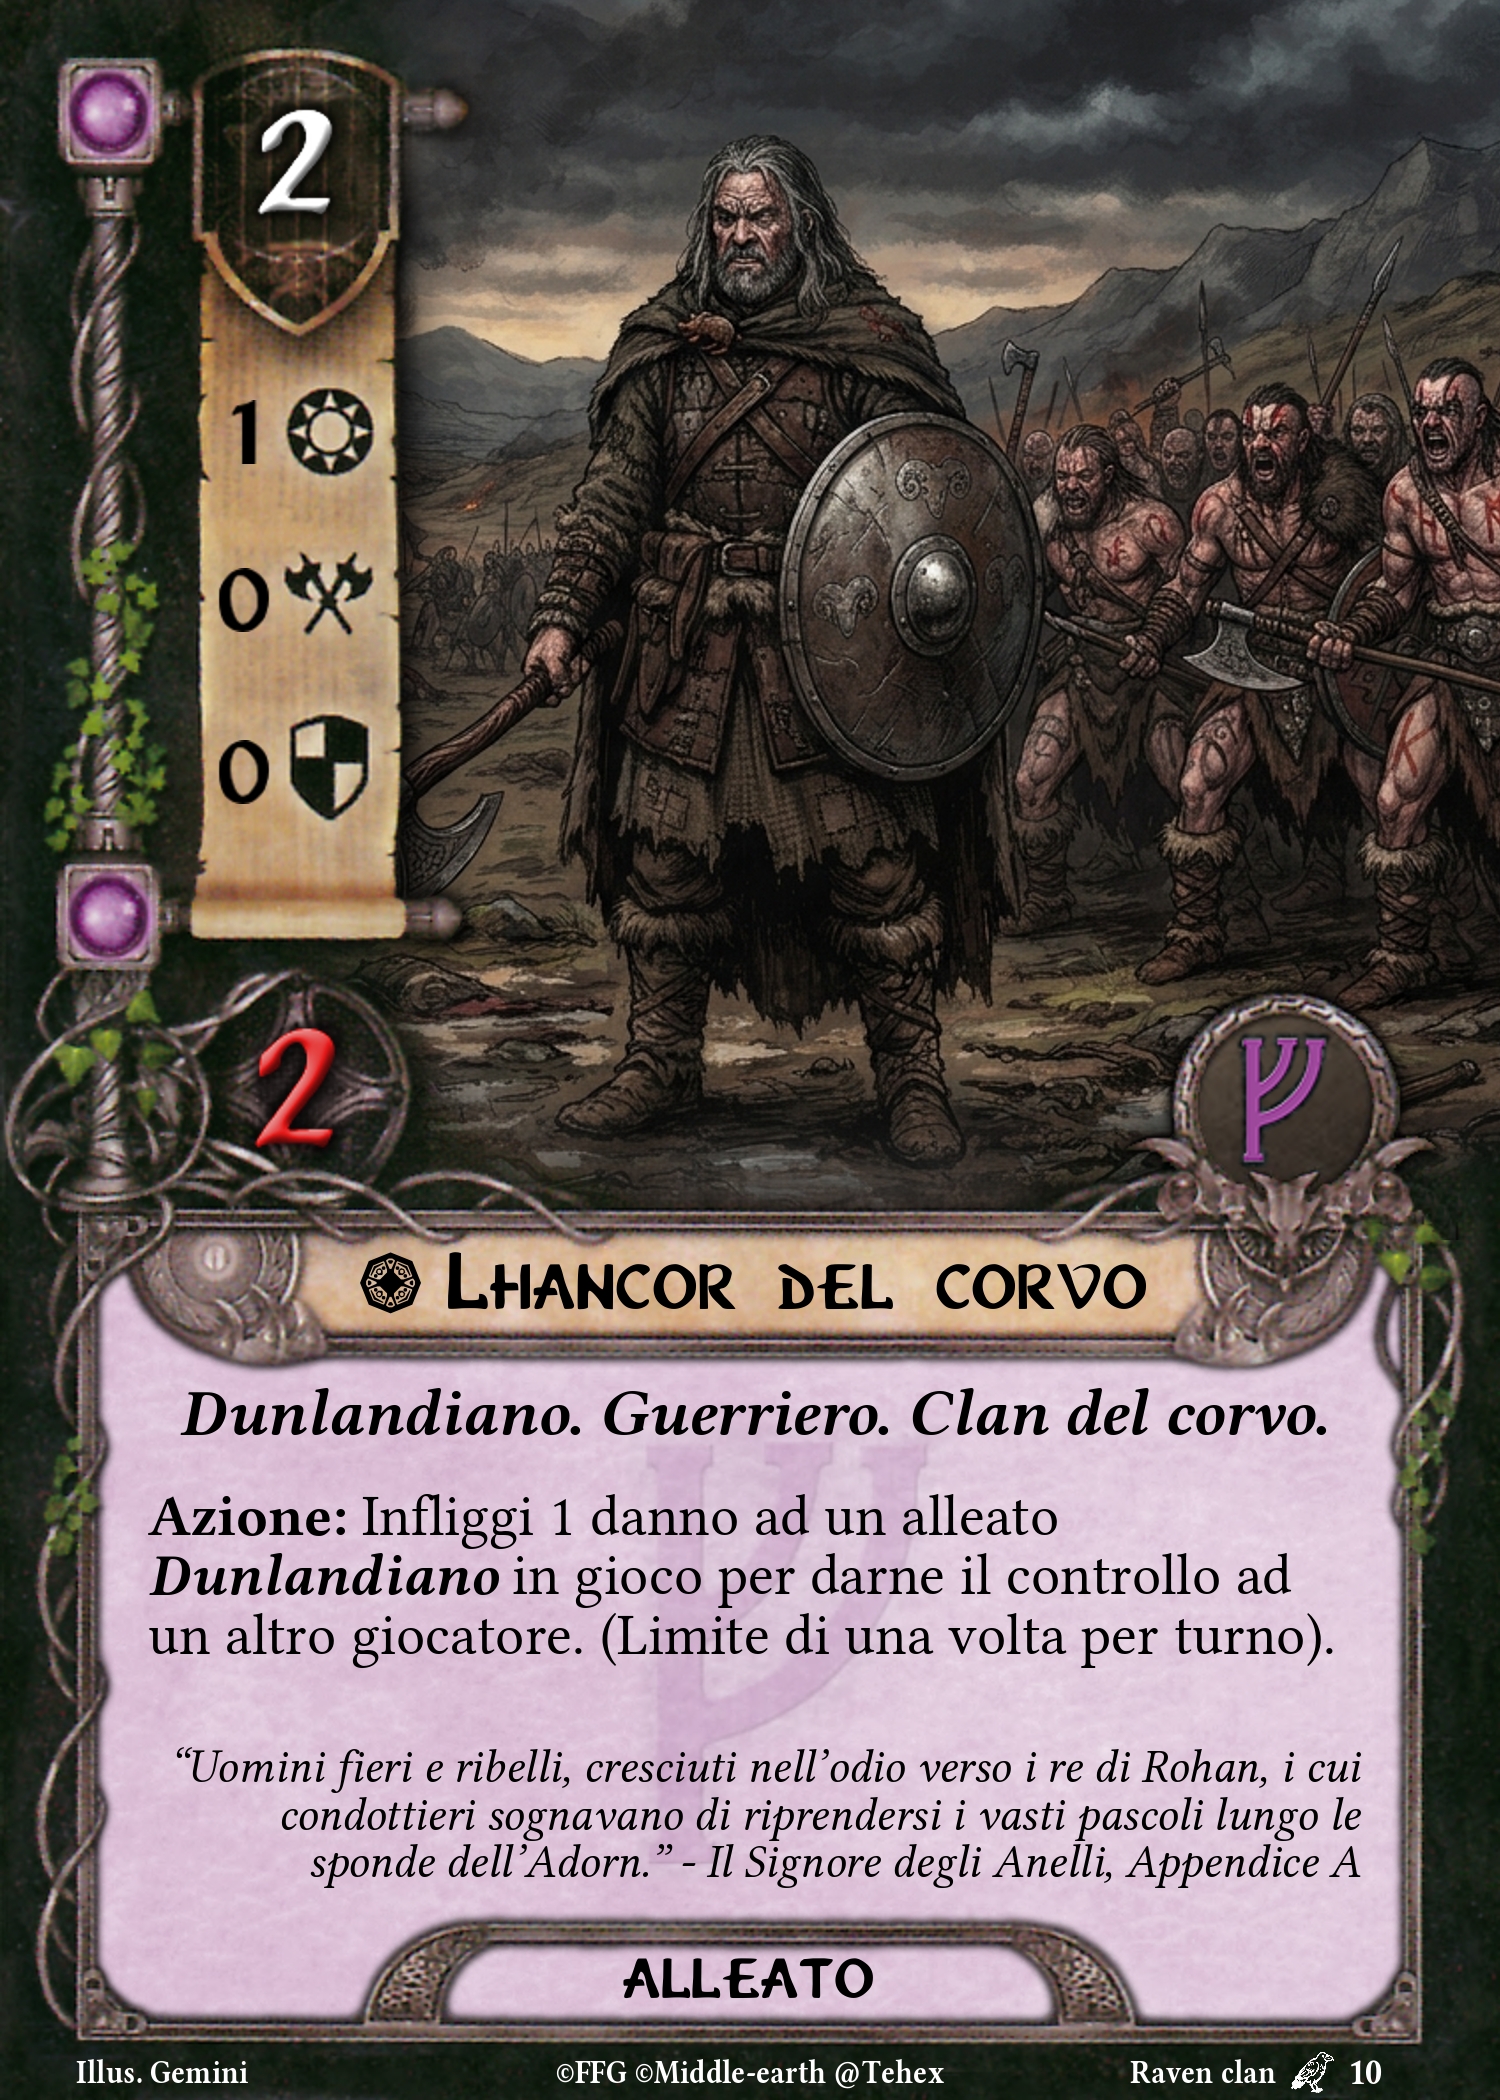 2
1
0
0
2
Lhancor del corvo
Dunlandiano. Guerriero. Clan del corvo.
Azione: Infliggi 1 danno ad un alleato
Dunlandiano in gioco per darne il controllo ad
un altro giocatore. (Limite di una volta per turno).
“Uomini fieri e ribelli, cresciuti nell’odio verso i re di Rohan, i cui
condottieri sognavano di riprendersi i vasti pascoli lungo le
sponde dell’Adorn.” - Il Signore degli Anelli, Appendice A
ALLEATO
Illus. Gemini ©FFG ©Middle-earth @Tehex Raven clan 10